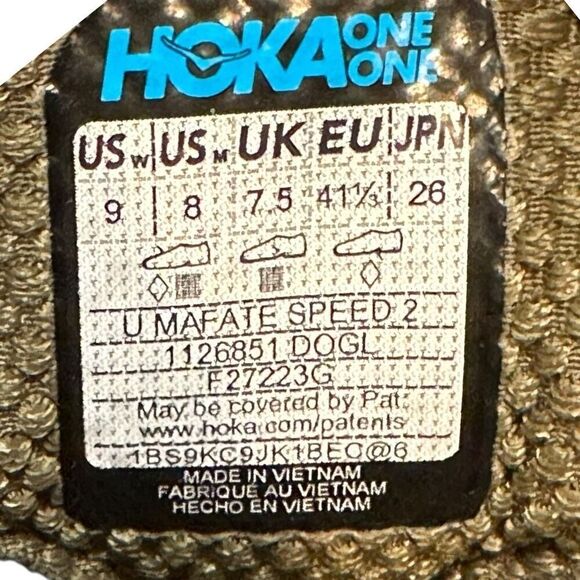 HOKA ONE ONE
US W US M UK EU JPN
9 8 7.5 41⅓ 26
U MAFATE SPEED 2
1126851 DOGL
F27223G
May be covered by Pat:
www.hoka.com/patents
1BS9KC9JK1BEC@6
MADE IN VIETNAM
FABRIQUE AU VIETNAM
HECHO EN VIETNAM